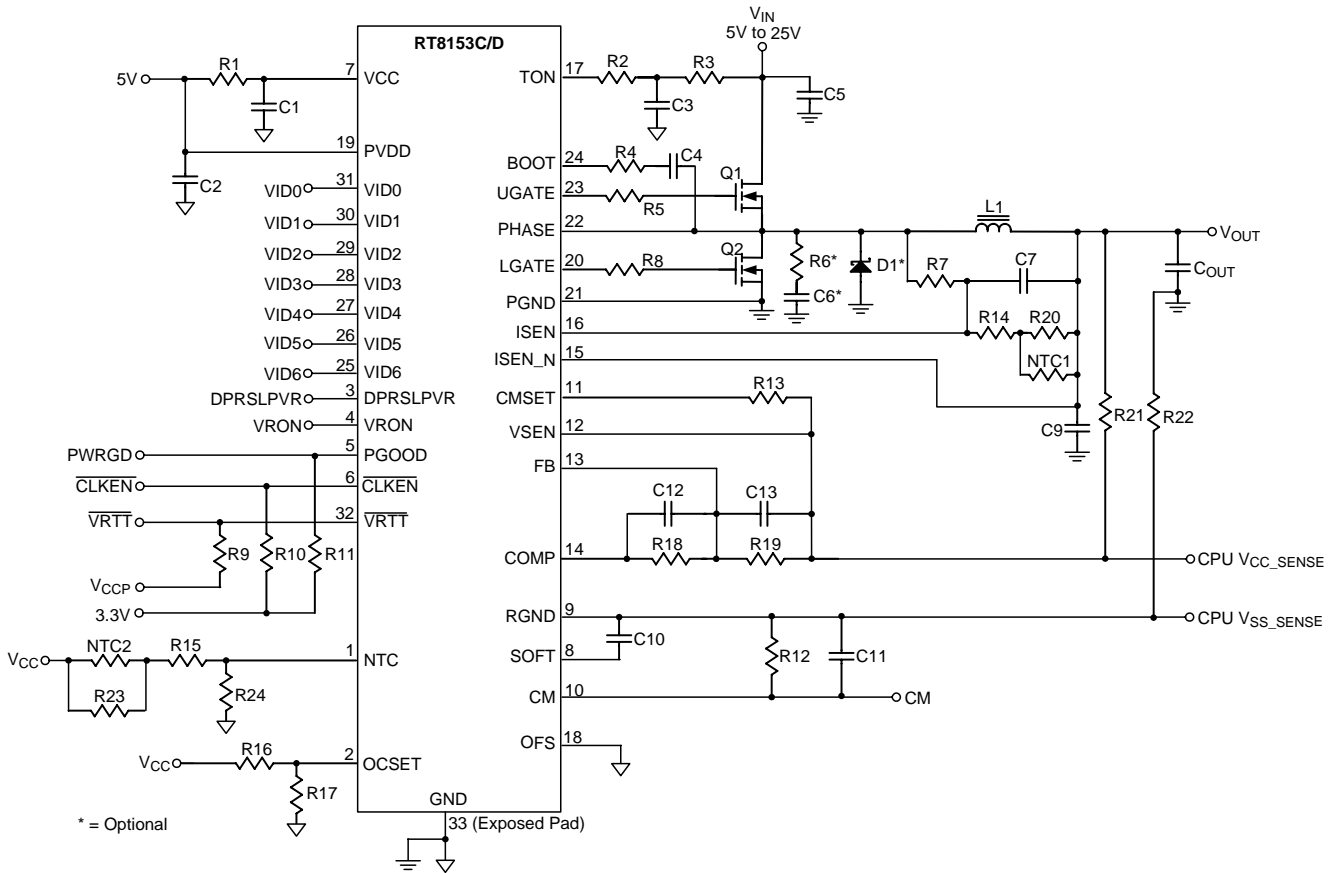 VIN
5V to 25V
RT8153C/D
5V
R1
C1
7
VCC
TON
17
R2
R3
C3
C5
19
PVDD
C2
BOOT
24
R4
C4
VID0
31
VID0
UGATE
23
R5
Q1
VID1
30
VID1
PHASE
22
L1
VOUT
VID2
29
VID2
Q2
R6*
D1*
R7
C7
COUT
VID3
28
VID3
LGATE
20
R8
C6*
VID4
27
VID4
PGND
21
ISEN
16
R14
R20
VID5
26
VID5
ISEN_N
15
NTC1
VID6
25
VID6
DPRSLPVR
3
DPRSLPVR
CMSET
11
R13
R21
R22
VRON
4
VRON
VSEN
12
C9
PWRGD
5
PGOOD
FB
13
CLKEN
6
CLKEN
C12
C13
VRTT
32
VRTT
R9
R10
R11
COMP
14
R18
R19
CPU VCC_SENSE
VCCP
3.3V
RGND
9
CPU VSS_SENSE
C10
VCC
NTC2
R15
1
NTC
SOFT
8
R12
C11
R23
R24
CM
10
CM
OFS
18
VCC
R16
2
OCSET
R17
GND
33 (Exposed Pad)
* = Optional